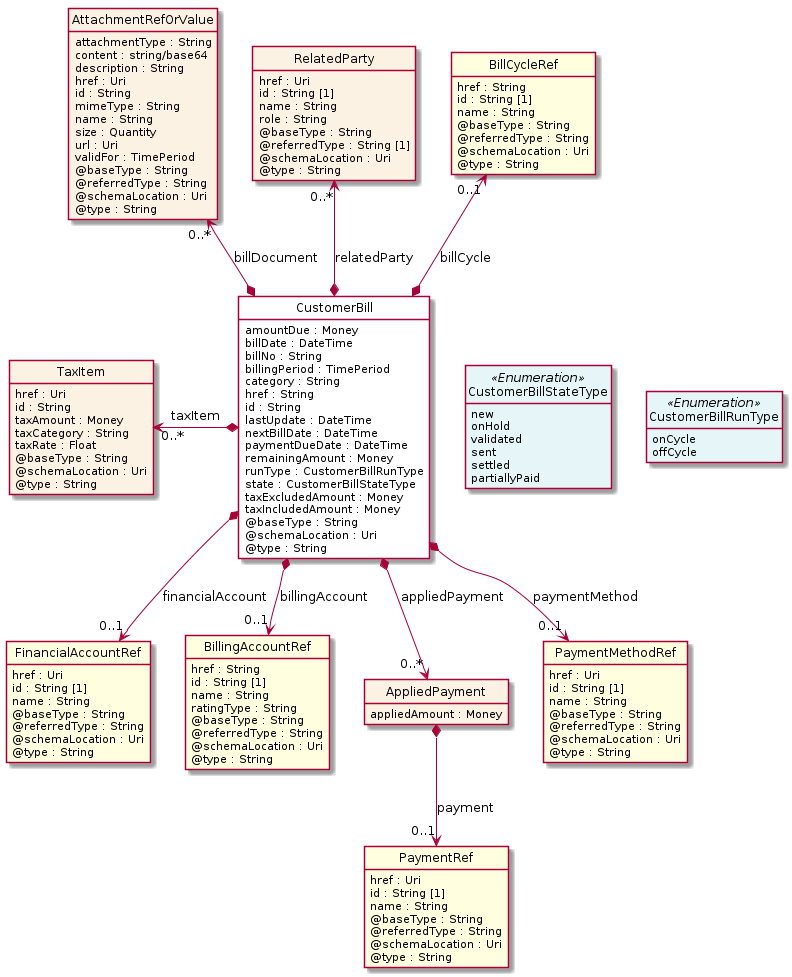 AttachmentRefOrValue
attachmentType : String
content : string/base64
description : String
href : Uri
id : String
mimeType : String
name : String
size : Quantity
url : Uri
validFor : TimePeriod
@baseType : String
@referredType : String
@schemaLocation : Uri
@type : String
RelatedParty
href : Uri
id : String [1]
name : String
role : String
@baseType : String
@referredType : String [1]
@schemaLocation : Uri
@type : String
BillCycleRef
href : String
id : String [1]
name : String
@baseType : String
@referredType : String
@schemaLocation : Uri
@type : String
0..*
0..*
0..1
billDocument
relatedParty
billCycle
CustomerBill
amountDue : Money
billDate : DateTime
billNo : String
billingPeriod : TimePeriod
category : String
href : String
id : String
lastUpdate : DateTime
nextBillDate : DateTime
paymentDueDate : DateTime
remainingAmount : Money
runType : CustomerBillRunType
state : CustomerBillStateType
taxExcludedAmount : Money
taxIncludedAmount : Money
@baseType : String
@schemaLocation : Uri
@type : String
TaxItem
href : Uri
id : String
taxAmount : Money
taxCategory : String
taxRate : Float
@baseType : String
@schemaLocation : Uri
@type : String
taxItem
0..*
«Enumeration»
CustomerBillStateType
new
onHold
validated
sent
settled
partiallyPaid
«Enumeration»
CustomerBillRunType
onCycle
offCycle
financialAccount
billingAccount
appliedPayment
paymentMethod
0..1
0..1
0..*
0..1
FinancialAccountRef
href : Uri
id : String [1]
name : String
@baseType : String
@referredType : String
@schemaLocation : Uri
@type : String
BillingAccountRef
href : String
id : String [1]
name : String
ratingType : String
@baseType : String
@referredType : String
@schemaLocation : Uri
@type : String
AppliedPayment
appliedAmount : Money
PaymentMethodRef
href : Uri
id : String [1]
name : String
@baseType : String
@referredType : String
@schemaLocation : Uri
@type : String
payment
0..1
PaymentRef
href : Uri
id : String [1]
name : String
@baseType : String
@referredType : String
@schemaLocation : Uri
@type : String